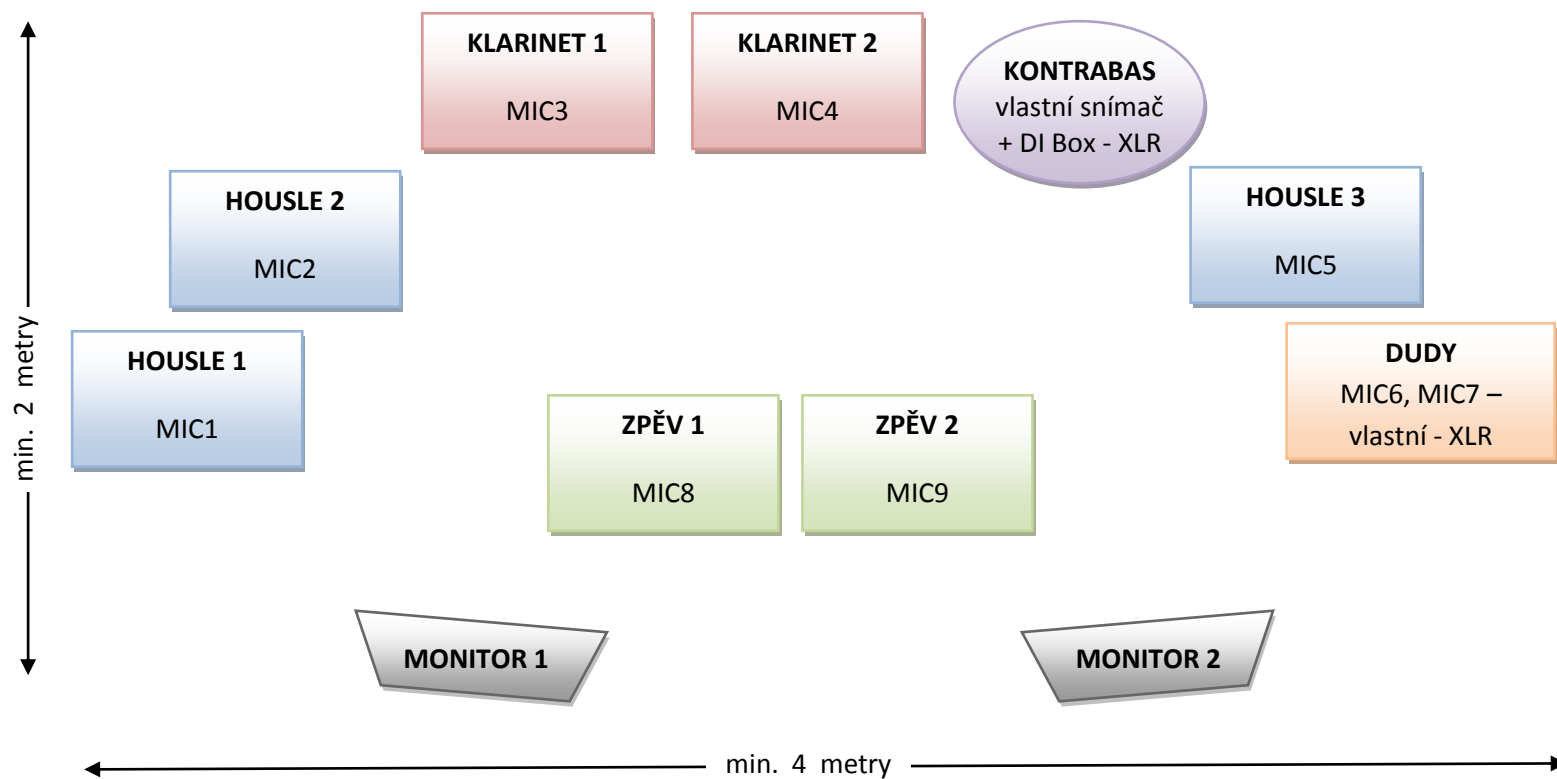 KLARINET 1
MIC3
KLARINET 2
MIC4
KONTRABAS
vlastní snímač
+ DI Box - XLR
HOUSLE 2
MIC2
HOUSLE 3
MIC5
HOUSLE 1
MIC1
DUDY
MIC6, MIC7 –
vlastní - XLR
ZPĚV 1
MIC8
ZPĚV 2
MIC9
min. 2 metry
MONITOR 1
MONITOR 2
min. 4 metry